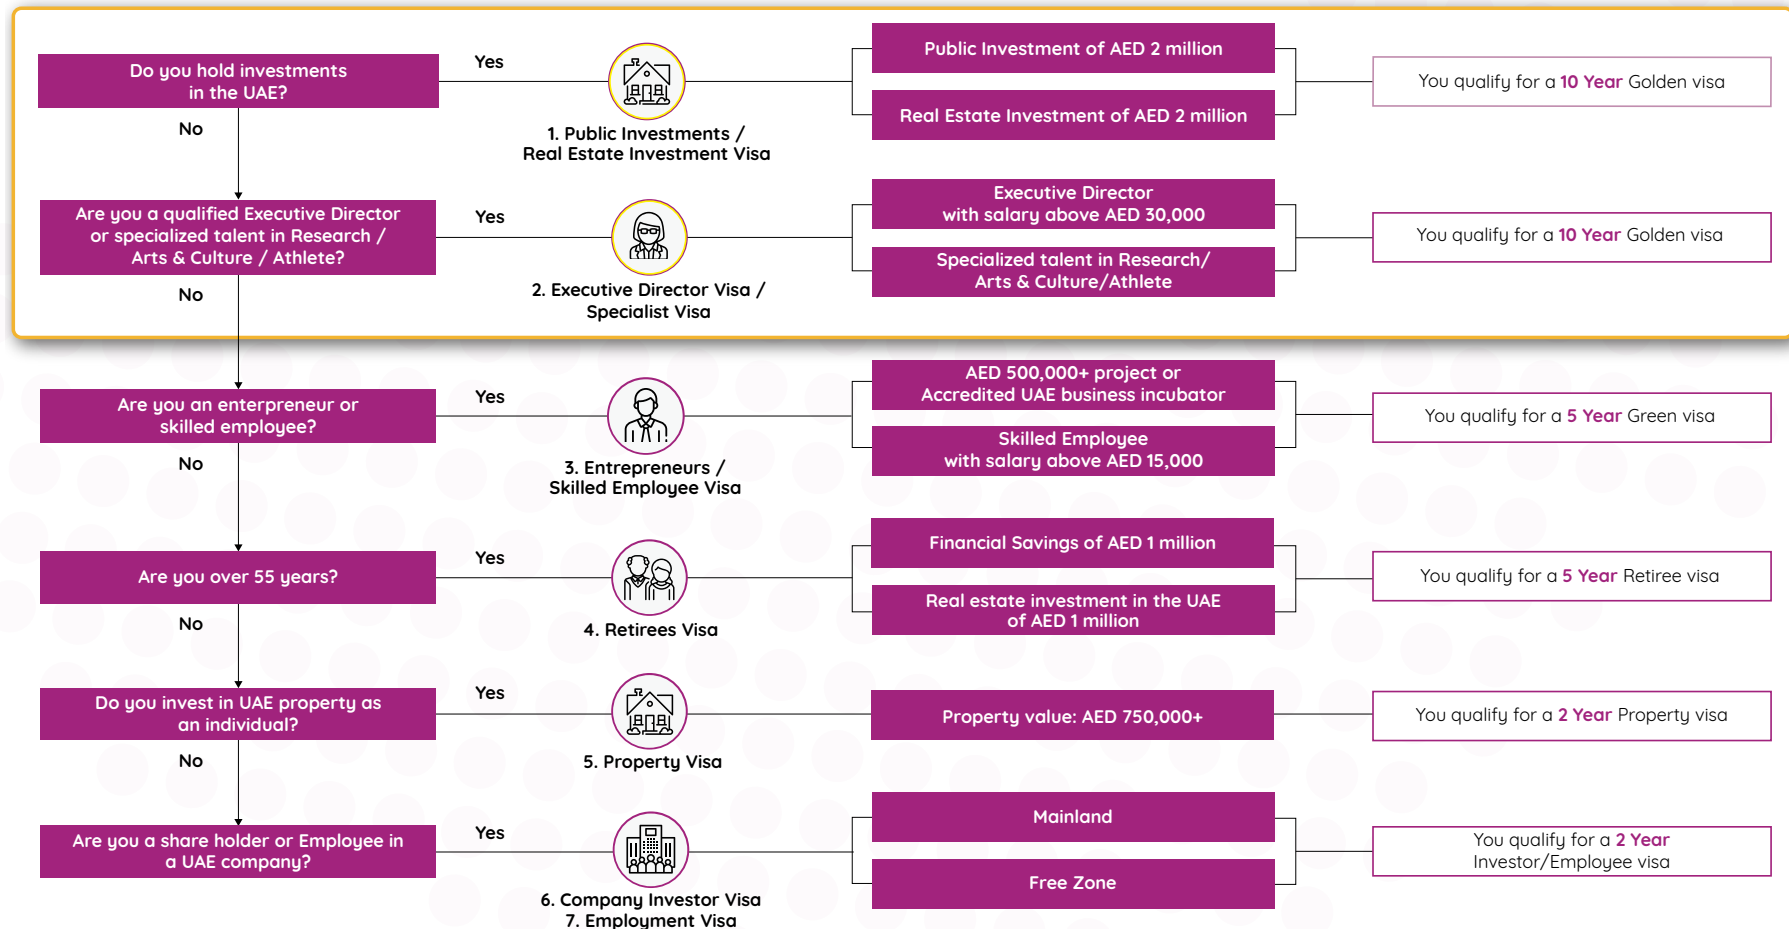 Do you hold investments
in the UAE?
Yes
No
1. Public Investments /
Real Estate Investment Visa
Public Investment of AED 2 million
Real Estate Investment of AED 2 million
You qualify for a 10 Year Golden visa
Are you a qualified Executive Director
or specialized talent in Research /
Arts & Culture / Athlete?
Yes
No
2. Executive Director Visa /
Specialist Visa
Executive Director
with salary above AED 30,000
Specialized talent in Research/
Arts & Culture/Athlete
You qualify for a 10 Year Golden visa
Are you an enterpreneur or
skilled employee?
Yes
No
3. Entrepreneurs /
Skilled Employee Visa
AED 500,000+ project or
Accredited UAE business incubator
Skilled Employee
with salary above AED 15,000
You qualify for a 5 Year Green visa
Are you over 55 years?
Yes
No
4. Retirees Visa
Financial Savings of AED 1 million
Real estate investment in the UAE
of AED 1 million
You qualify for a 5 Year Retiree visa
Do you invest in UAE property as
an individual?
Yes
No
5. Property Visa
Property value: AED 750,000+
You qualify for a 2 Year Property visa
Are you a share holder or Employee in
a UAE company?
Yes
6. Company Investor Visa
7. Employment Visa
Mainland
Free Zone
You qualify for a 2 Year
Investor/Employee visa